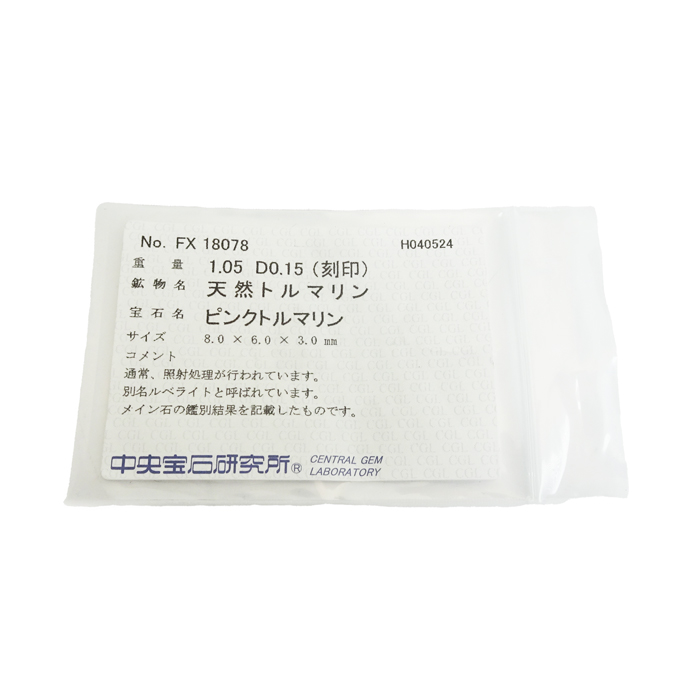 No. FX 18078 H040524
重量 1.05 D0.15 (刻印)
鉱物名 天然トルマリン
宝石名 ピンクトルマリン
サイズ 8.0 × 6.0 × 3.0 mm
コメント
通常、照射処理が行われています。
別名ルベライトと呼ばれています。
メイン石の鑑別結果を記載したものです。
中央宝石研究所® CENTRAL GEM
LABORATORY